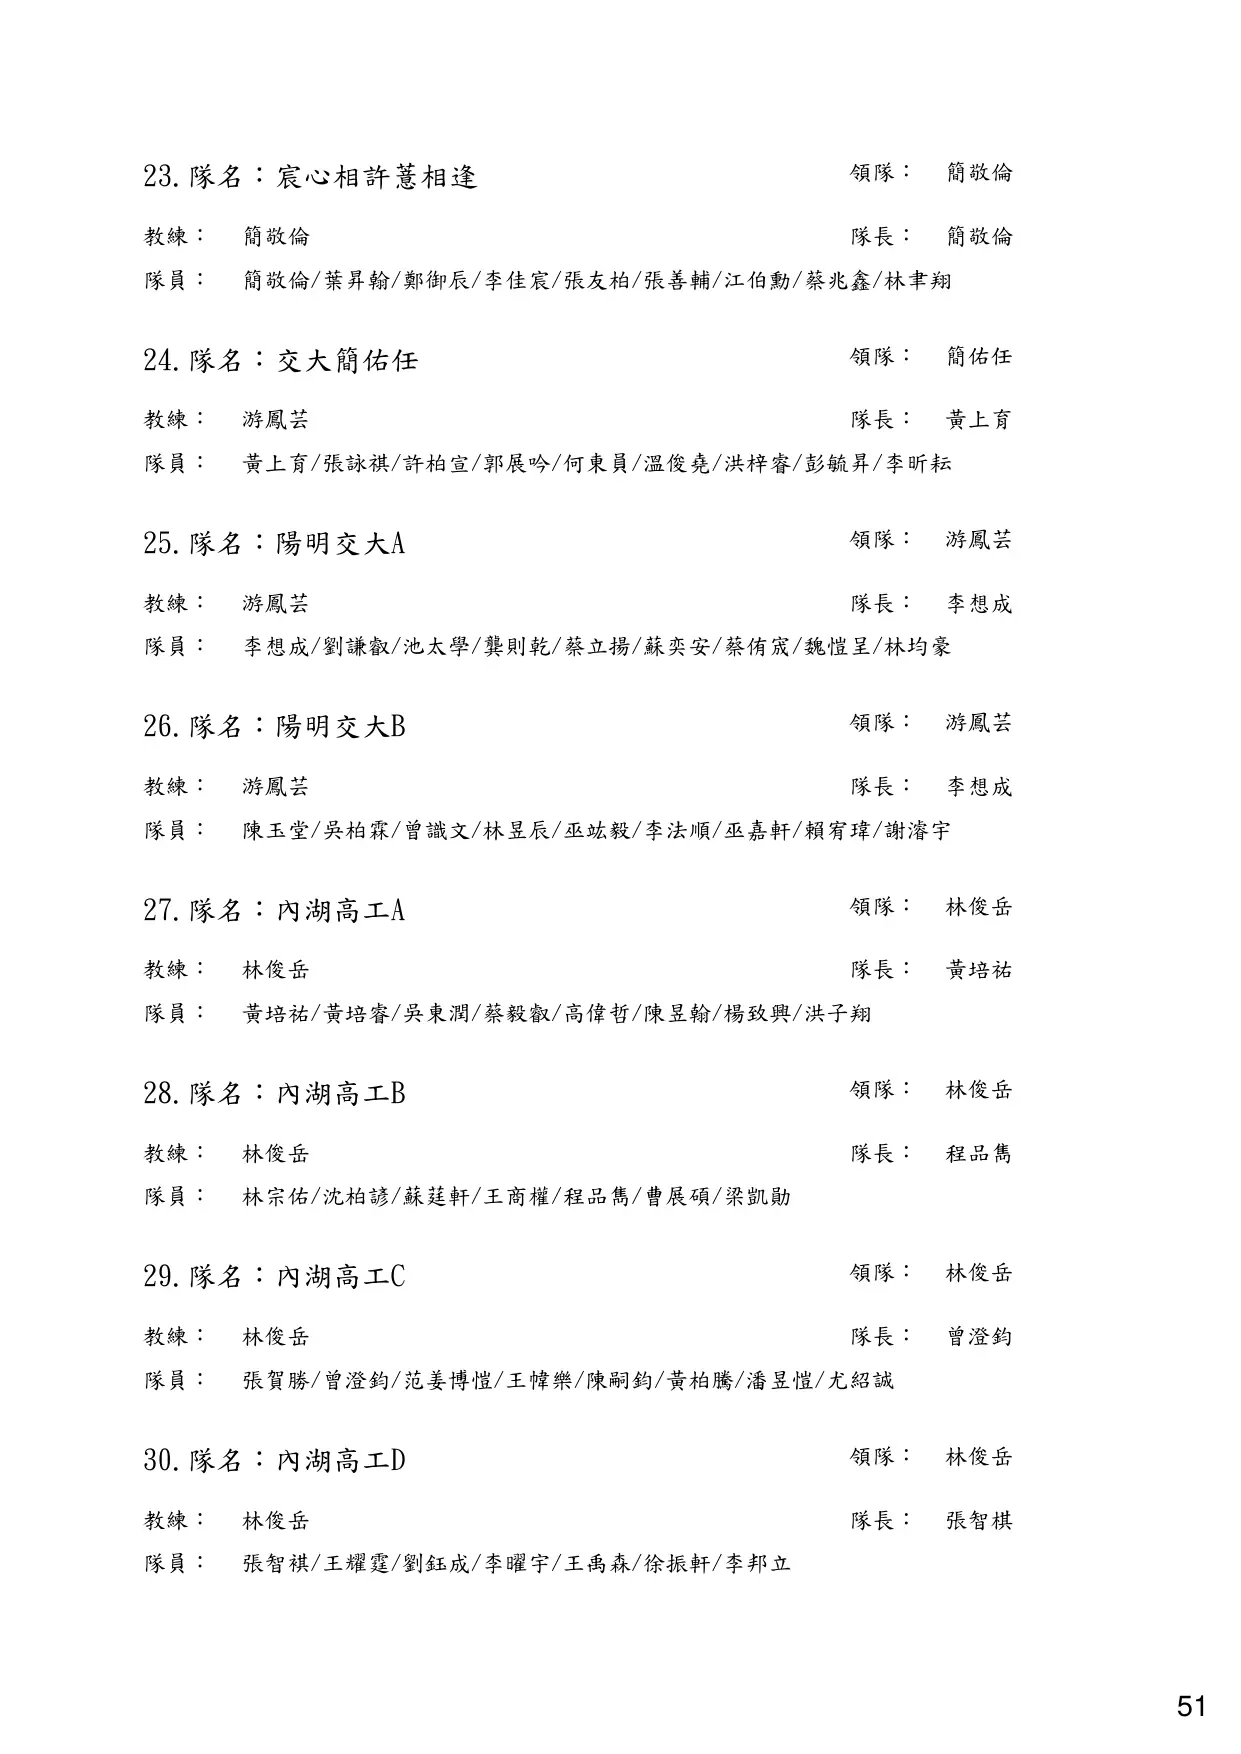 23.隊名：宸心相許薏相逢 領隊： 簡敬倫
教練： 簡敬倫 隊長： 簡敬倫
隊員： 簡敬倫/葉昇翰/鄭御辰/李佳宸/張友柏/張善輔/江伯勳/蔡兆鑫/林聿翔
24.隊名：交大簡佑任 領隊： 簡佑任
教練： 游鳳芸 隊長： 黃上育
隊員： 黃上育/張詠祺/許柏宣/郭展吟/何東員/溫俊堯/洪梓睿/彭毓昇/李昕耘
25.隊名：陽明交大A 領隊： 游鳳芸
教練： 游鳳芸 隊長： 李想成
隊員： 李想成/劉謙叡/池太學/龔則乾/蔡立揚/蘇奕安/蔡侑宬/魏愷呈/林均豪
26.隊名：陽明交大B 領隊： 游鳳芸
教練： 游鳳芸 隊長： 李想成
隊員： 陳玉堂/吳柏霖/曾識文/林昱辰/巫竑毅/李法順/巫嘉軒/賴宥瑋/謝濬宇
27.隊名：內湖高工A 領隊： 林俊岳
教練： 林俊岳 隊長： 黃培祐
隊員： 黃培祐/黃培睿/吳東潤/蔡毅叡/高偉哲/陳昱翰/楊致興/洪子翔
28.隊名：內湖高工B 領隊： 林俊岳
教練： 林俊岳 隊長： 程品雋
隊員： 林宗佑/沈柏諺/蘇莛軒/王商權/程品雋/曹展碩/梁凱勛
29.隊名：內湖高工C 領隊： 林俊岳
教練： 林俊岳 隊長： 曾澄鈞
隊員： 張賀勝/曾澄鈞/范姜博愷/王幃樂/陳嗣鈞/黃柏騰/潘昱愷/尤紹誠
30.隊名：內湖高工D 領隊： 林俊岳
教練： 林俊岳 隊長： 張智棋
隊員： 張智祺/王耀霆/劉鈺成/李曜宇/王禹森/徐振軒/李邦立
51